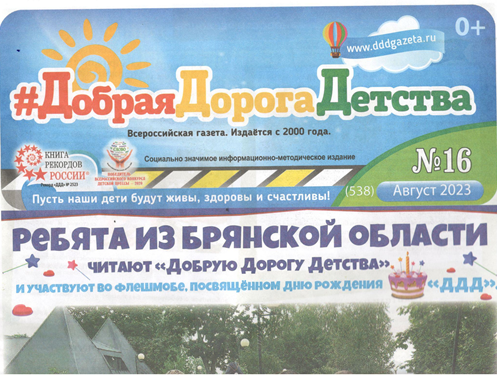 www.dddgazeta.ru
0+
#ДобраяДорогаДетства
Всероссийская газета. Издаётся с 2000 года.
КНИГА
РЕКОРДОВ
РОССИИ
Социально значимое информационно-методическое издание
№16
(538) Август 2023
Пусть наши дети будут живы, здоровы и счастливы!
РЕБЯТА ИЗ БРЯНСКОЙ ОБЛАСТИ
ЧИТАЮТ «ДОБРУЮ ДОРОГУ ДЕТСТВА»
И УЧАСТВУЮТ ВО ФЛЕШМОБЕ, ПОСВЯЩЁННОМ ДНЮ РОЖДЕНИЯ «ДДД»